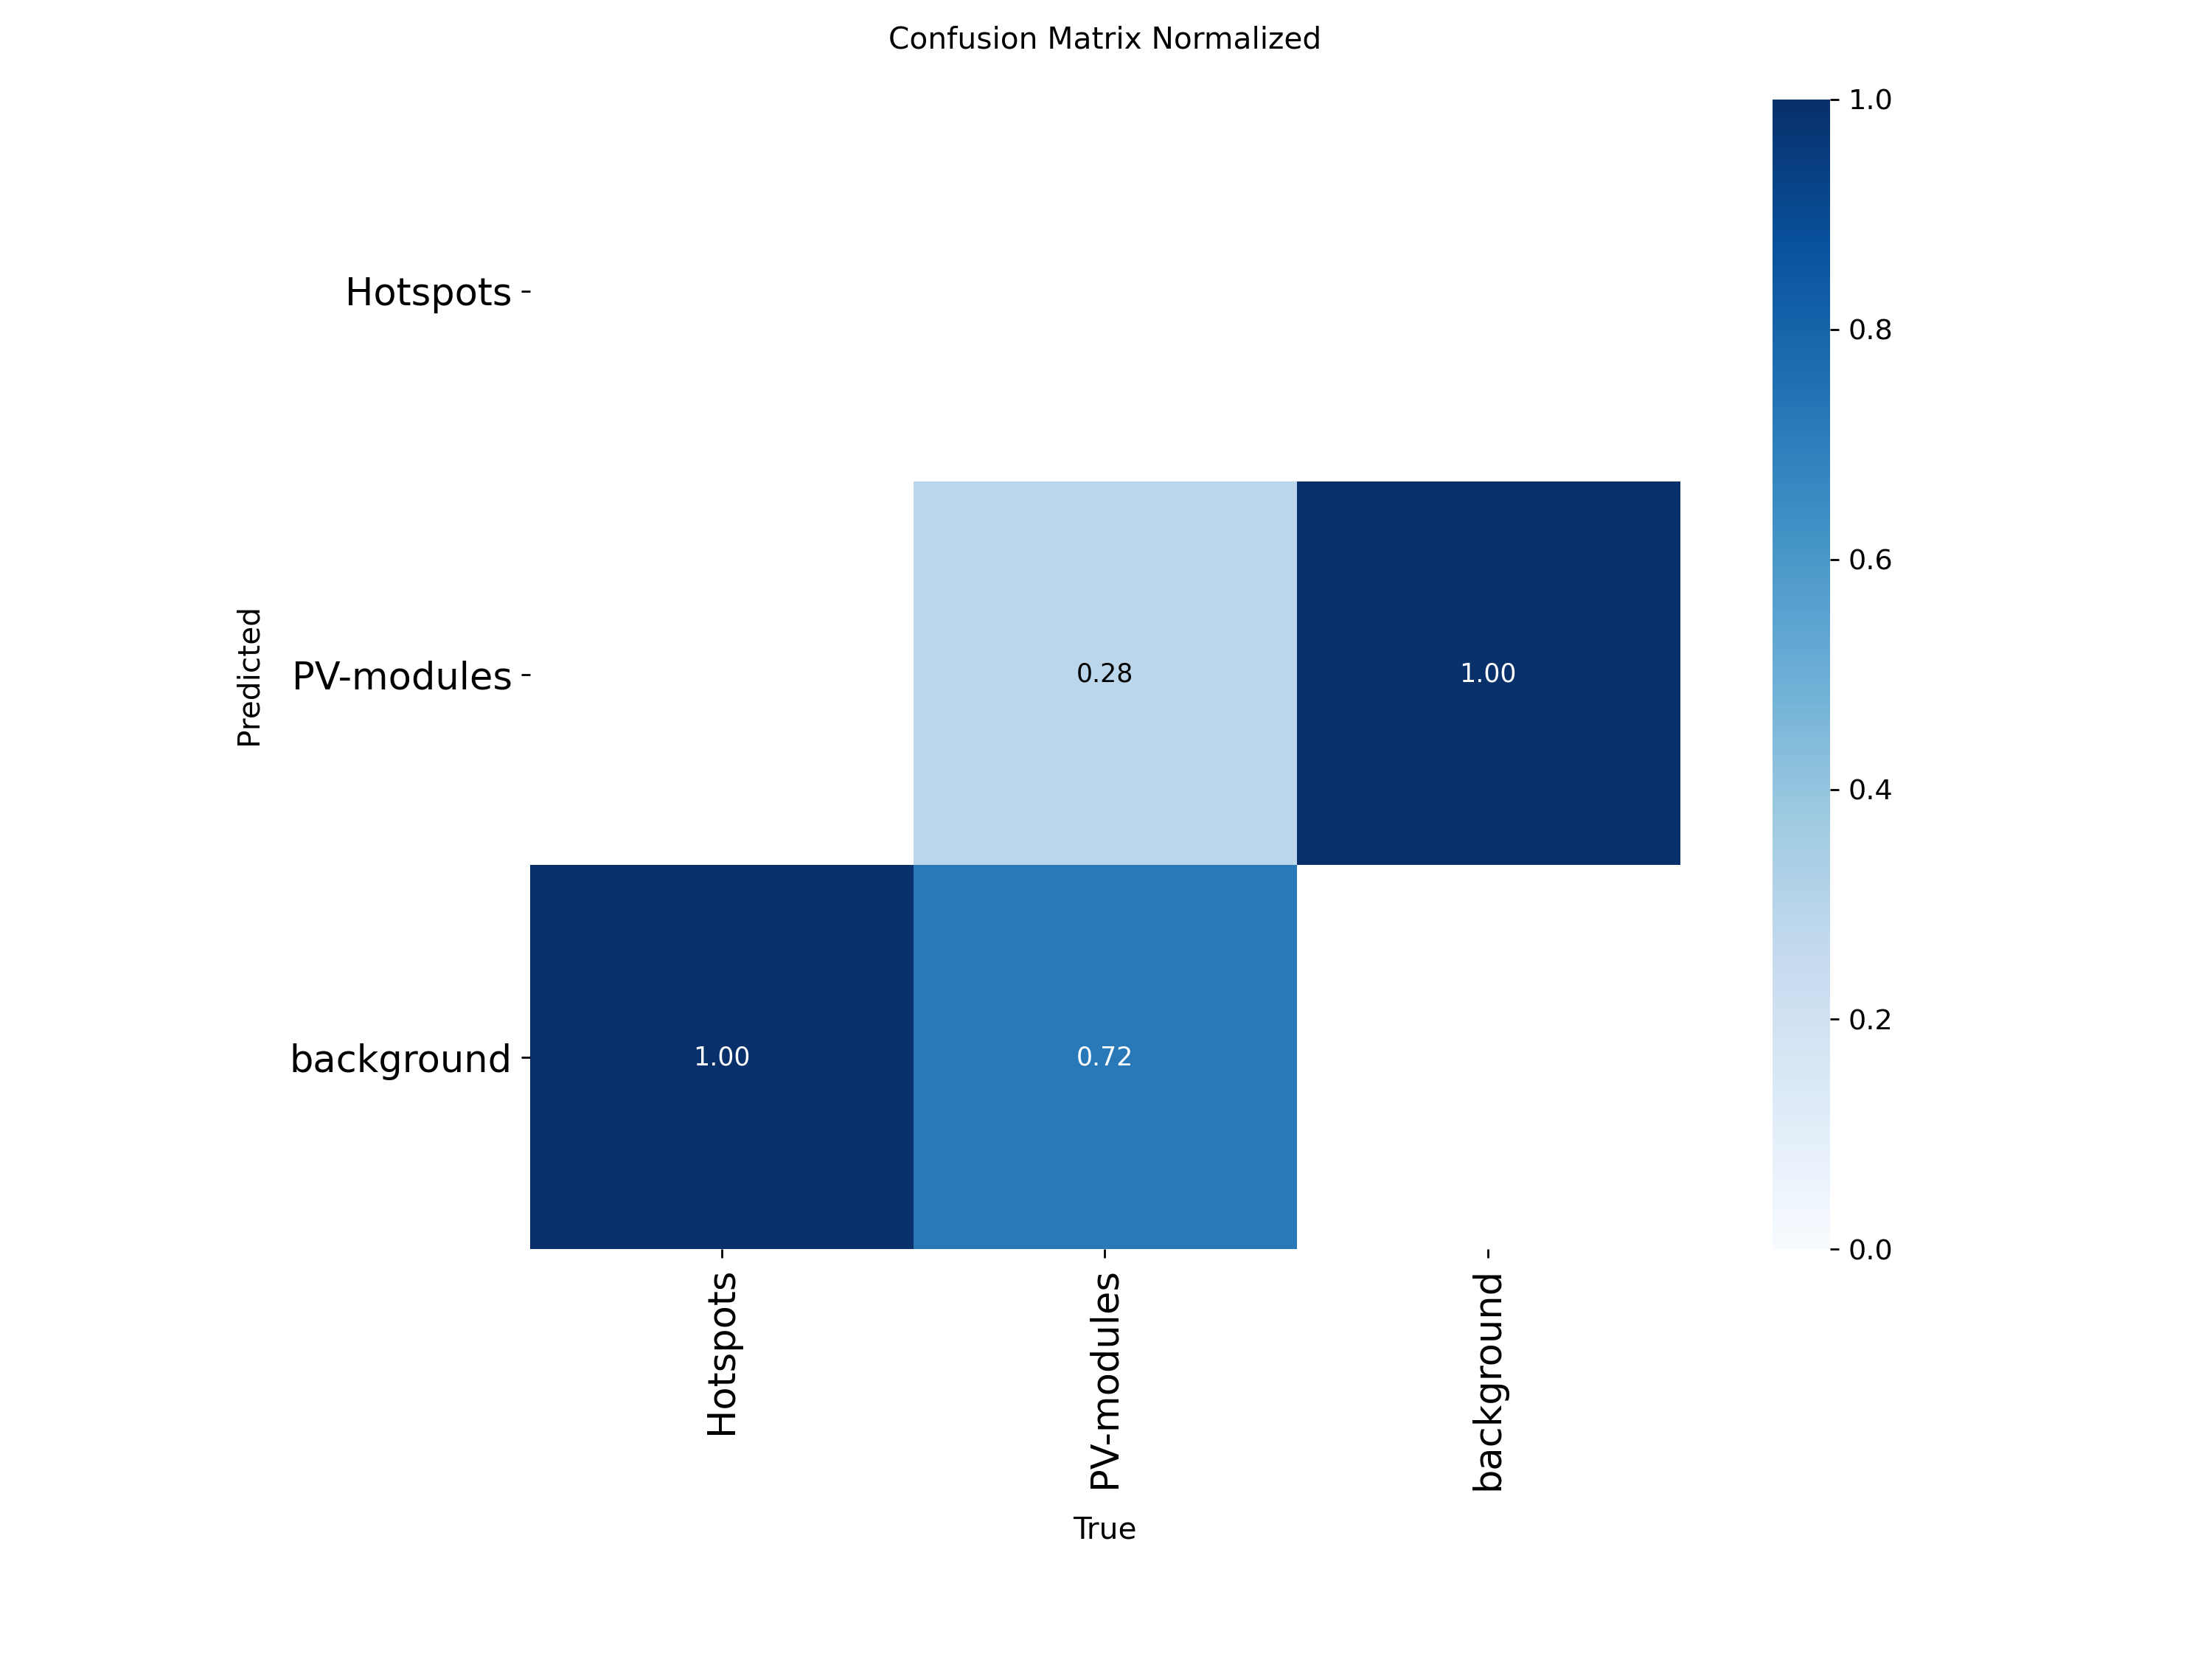 Confusion Matrix Normalized
Predicted
Hotspots
PV-modules
background
0.28
1.00
1.00
0.72
Hotspots
PV-modules
background
True
1.0
0.8
0.6
0.4
0.2
0.0